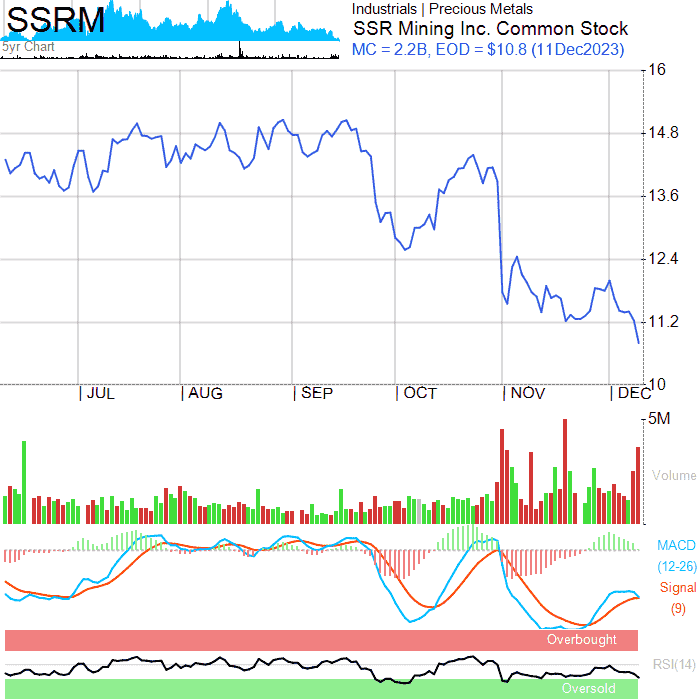 SSRM
5yr Chart
Industrials | Precious Metals
SSR Mining Inc. Common Stock
MC = 2.2B, EOD = $10.8 (11Dec2023)
16
14.8
13.6
12.4
11.2
10
| JUL | AUG | SEP | OCT | NOV | DEC
5M
Volume
MACD
(12-26)
Signal
(9)
Overbought
RSI(14)
Oversold